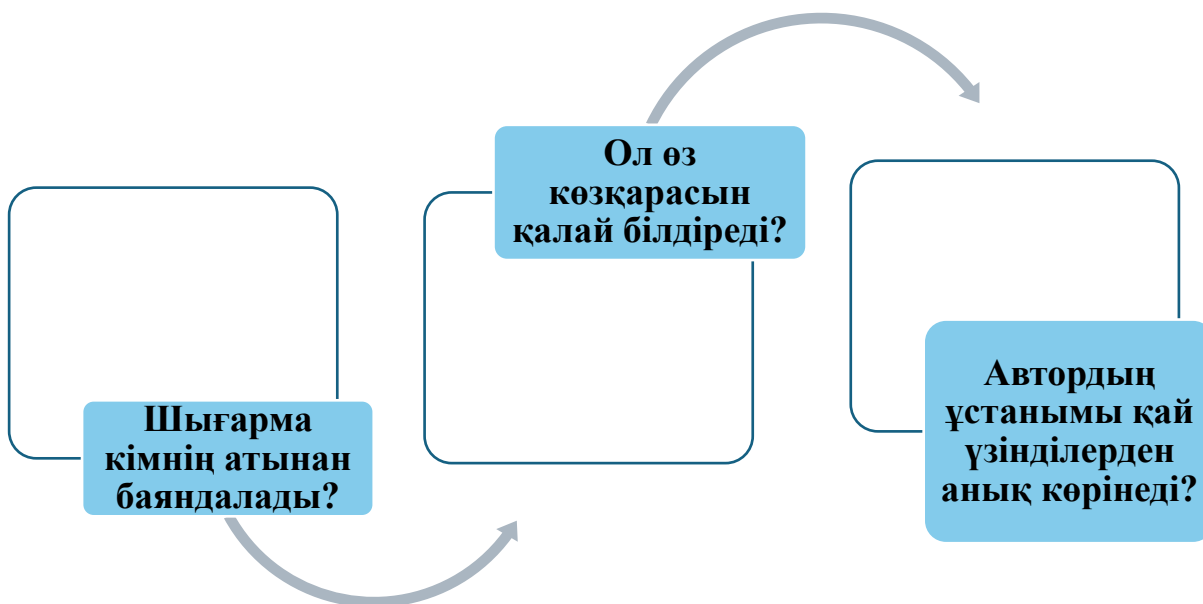 Шығарма
кімнің атынан
баяндалады?
Ол өз
көзқарасын
қалай білдіреді?
Автордың
ұстанымы қай
үзінділерден
анық көрінеді?